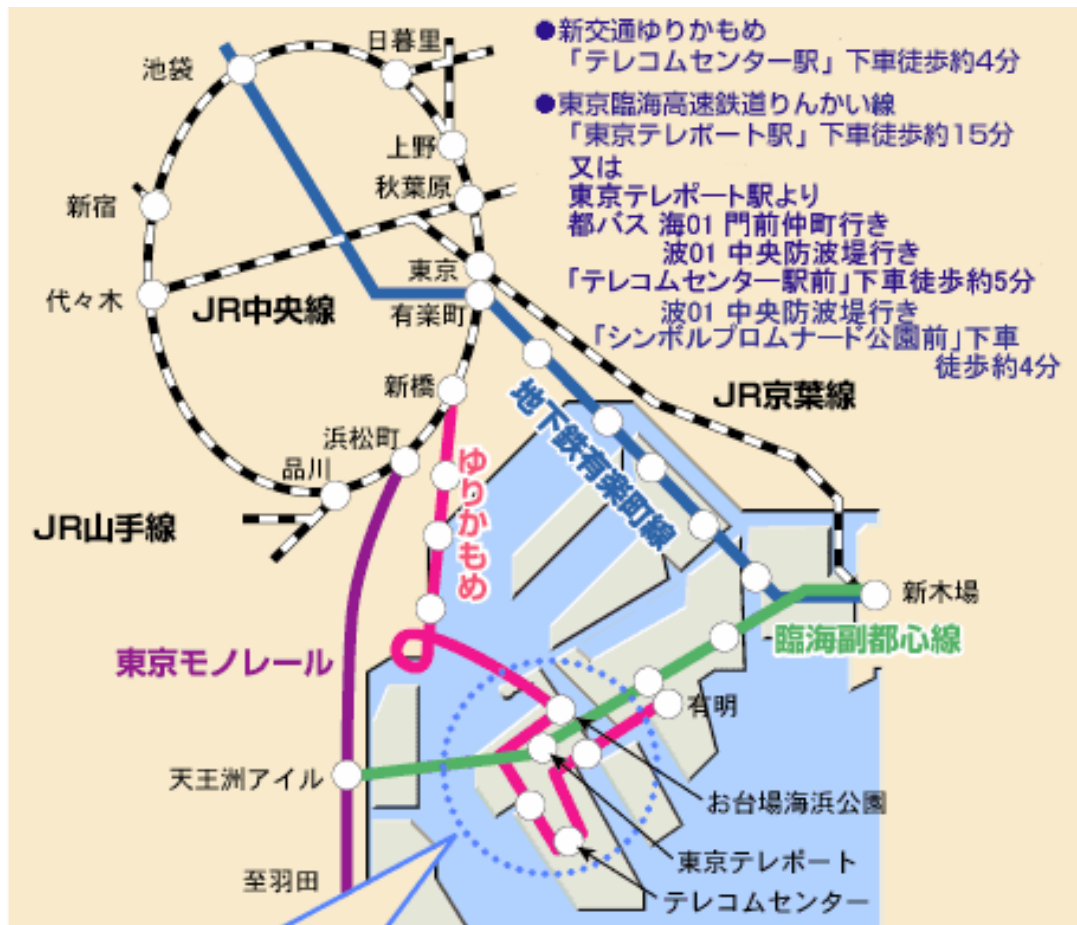 ●新交通ゆりかもめ
「テレコムセンター駅」下車徒歩約4分
●東京臨海高速鉄道りんかい線
「東京テレポート駅」下車徒歩約15分
又は
東京テレポート駅より
都バス 海01 門前仲町行き
波01 中央防波堤行き
「テレコムセンター駅前」下車徒歩約5分
波01 中央防波堤行き
「シンボルプロムナード公園前」下車
徒歩約4分
日暮里
池袋
上野
秋葉原
新宿
東京
代々木
JR中央線
有楽町
新橋
JR京葉線
地下鉄有楽町線
浜松町
品川
ゆりかもめ
JR山手線
新木場
臨海副都心線
東京モノレール
有明
天王洲アイル
お台場海浜公園
東京テレポート
至羽田
テレコムセンター